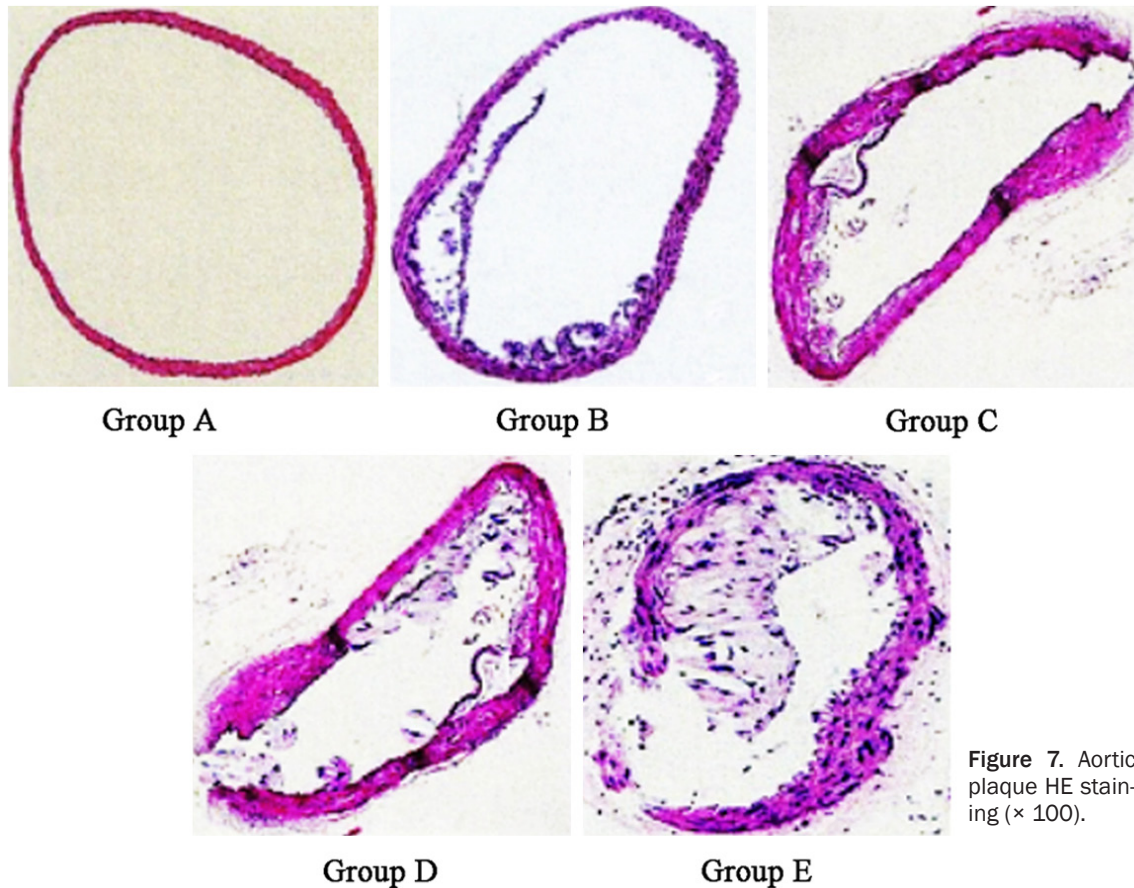 Group A
Group B
Group C
Figure 7. Aortic
plaque HE stain-
ing (× 100).
Group D
Group E